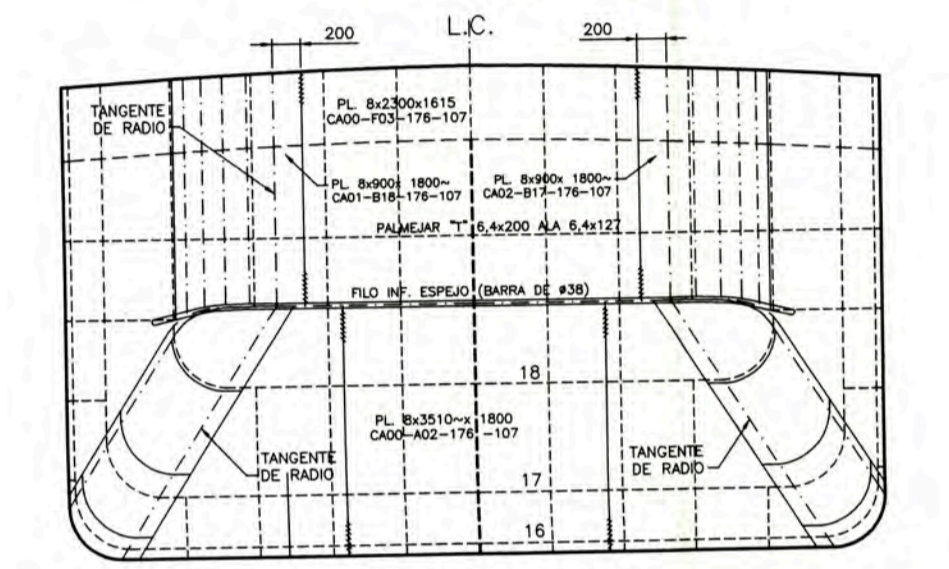 L.C.
200
200
TANGENTE
DE RADIO
PL. 8x2300x1615
CA00-F03-176-107
PL. 8x900x 1800~
CA01-B18-176-107
PL. 8x900x 1800~
CA02-B17-176-107
PALMEJAR "T" 6,4x200 ALA 6,4x127
FILO INF. ESPEJO (BARRA DE ø38)
18
PL. 8x3510~x 1800
CA00-A02-176 -107
TANGENTE
DE RADIO
TANGENTE
DE RADIO
17
16